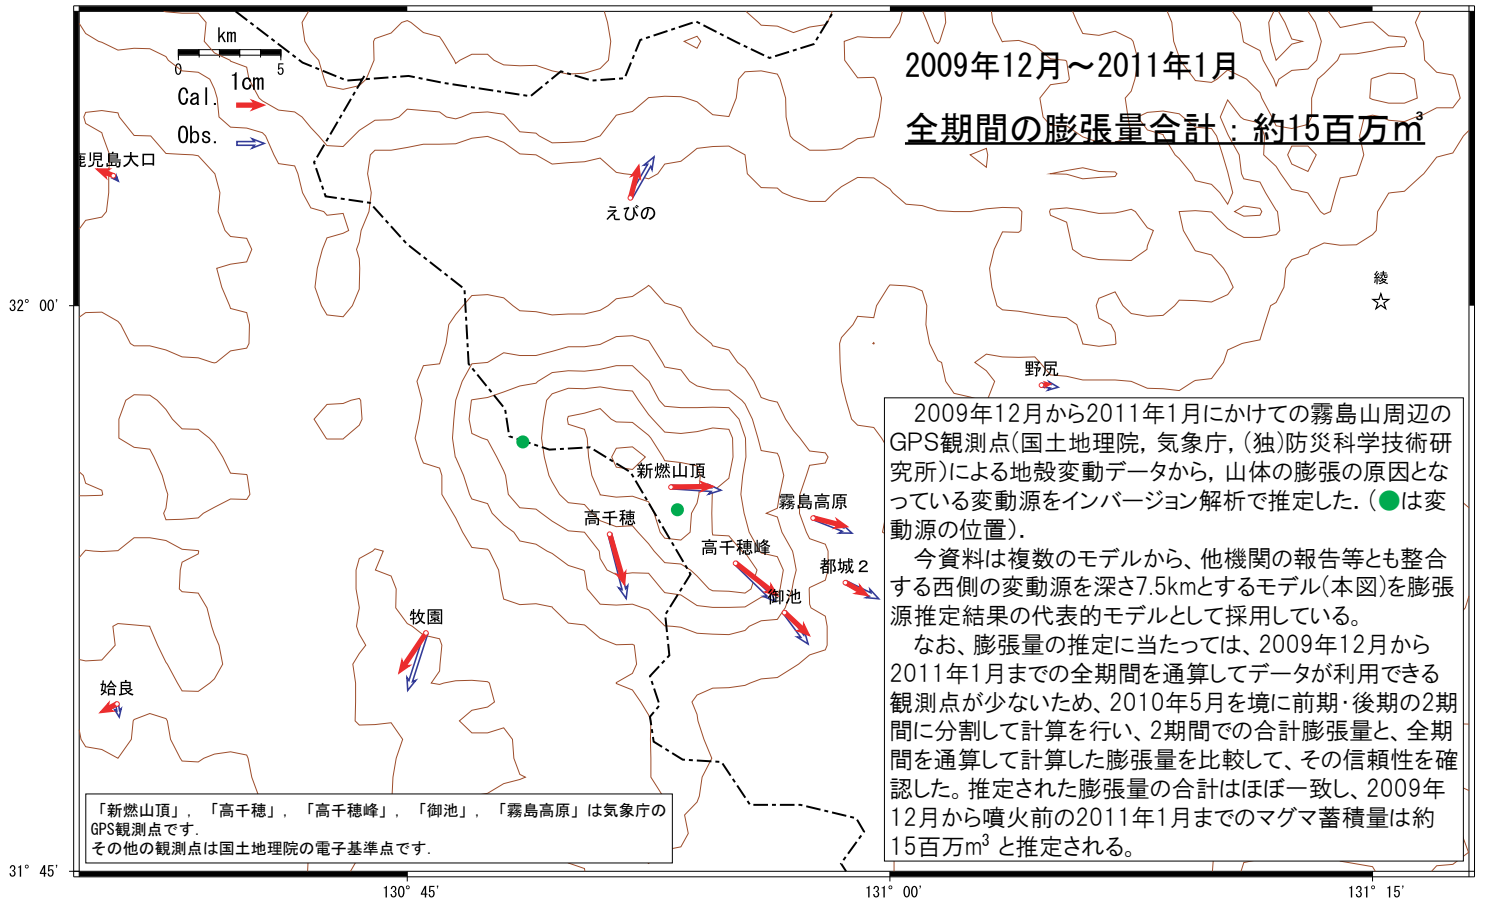 km
0 5
1cm
Cal.
Obs.
2009年12月～2011年1月
全期間の膨張量合計：約15百万m³
鹿児島大口
えびの
綾
32° 00'
野尻
新燃山頂
霧島高原
高千穂
高千穂峰
都城２
御池
牧園
姶良
2009年12月から2011年1月にかけての霧島山周辺の
GPS観測点(国土地理院, 気象庁, (独)防災科学技術研
究所)による地殻変動データから, 山体の膨張の原因とな
っている変動源をインバージョン解析で推定した. (●は変
動源の位置).
今資料は複数のモデルから、他機関の報告等とも整合
する西側の変動源を深さ7.5kmとするモデル(本図)を膨張
源推定結果の代表的モデルとして採用している。
なお、膨張量の推定に当たっては、2009年12月から
2011年1月までの全期間を通算してデータが利用できる
観測点が少ないため、2010年5月を境に前期･後期の2期
間に分割して計算を行い、2期間での合計膨張量と、全期
間を通算して計算した膨張量を比較して、その信頼性を確
認した。推定された膨張量の合計はほぼ一致し、2009年
12月から噴火前の2011年1月までのマグマ蓄積量は約
15百万m³ と推定される。
「新燃山頂」, 「高千穂」, 「高千穂峰」, 「御池」, 「霧島高原」は気象庁の
GPS観測点です.
その他の観測点は国土地理院の電子基準点です.
31° 45'
130° 45' 131° 00' 131° 15'